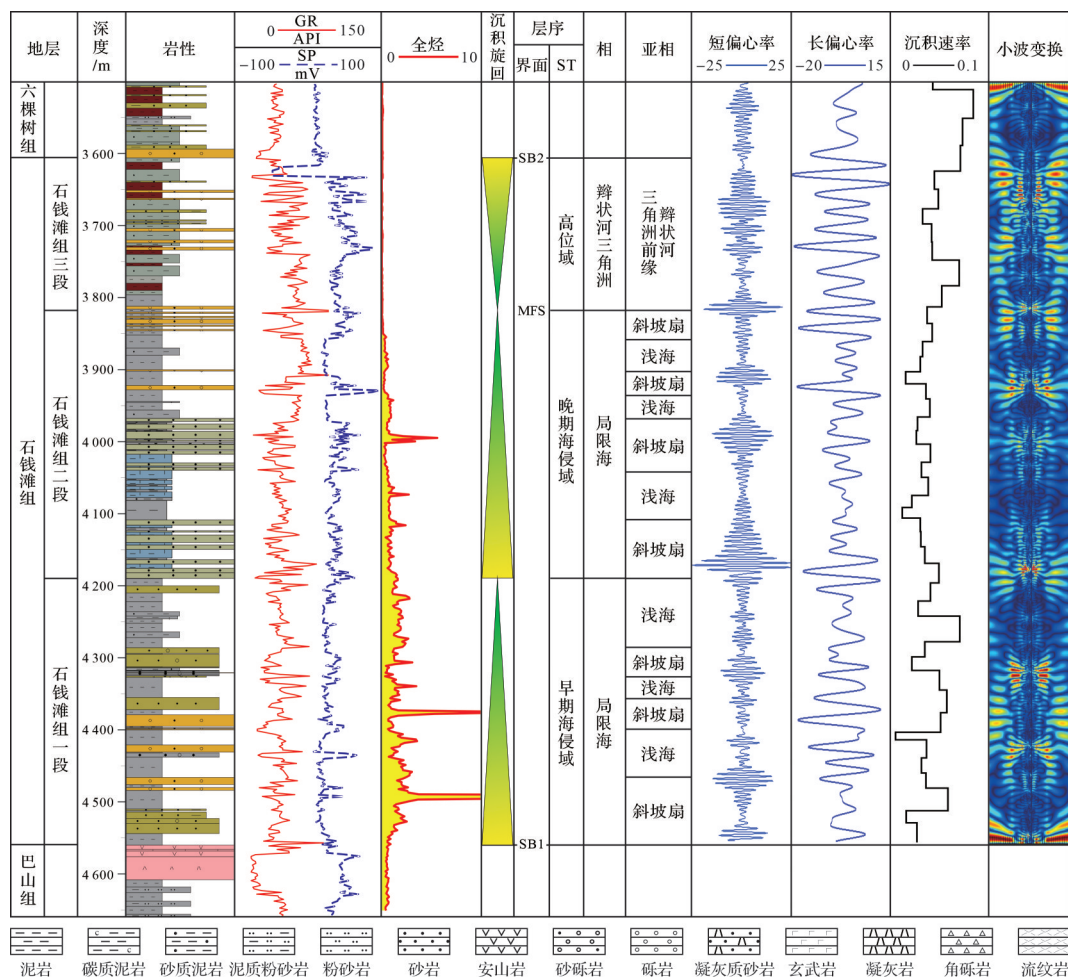 地层
深度/m
岩性
GR
0 150
API
SP
-100 100
mV
全烃
0 10
沉积旋回
层序
界面 ST
相
亚相
短偏心率
-25 25
长偏心率
-20 15
沉积速率
0 0.1
小波变换
六棵树组
石钱滩组
石钱滩组三段
石钱滩组二段
石钱滩组一段
巴山组
3 600
3 700
3 800
3 900
4 000
4 100
4 200
4 300
4 400
4 500
4 600
SB2
MFS
SB1
高位域
晚期海侵域
早期海侵域
辫状河三角洲
局限海
局限海
辫状河三角洲前缘
斜坡扇
浅海
斜坡扇
浅海
斜坡扇
浅海
斜坡扇
浅海
斜坡扇
浅海
斜坡扇
浅海
斜坡扇
泥岩 碳质泥岩 砂质泥岩 泥质粉砂岩 粉砂岩 砂岩 安山岩 砂砾岩 砾岩 凝灰质砂岩 玄武岩 凝灰岩 角砾岩 流纹岩